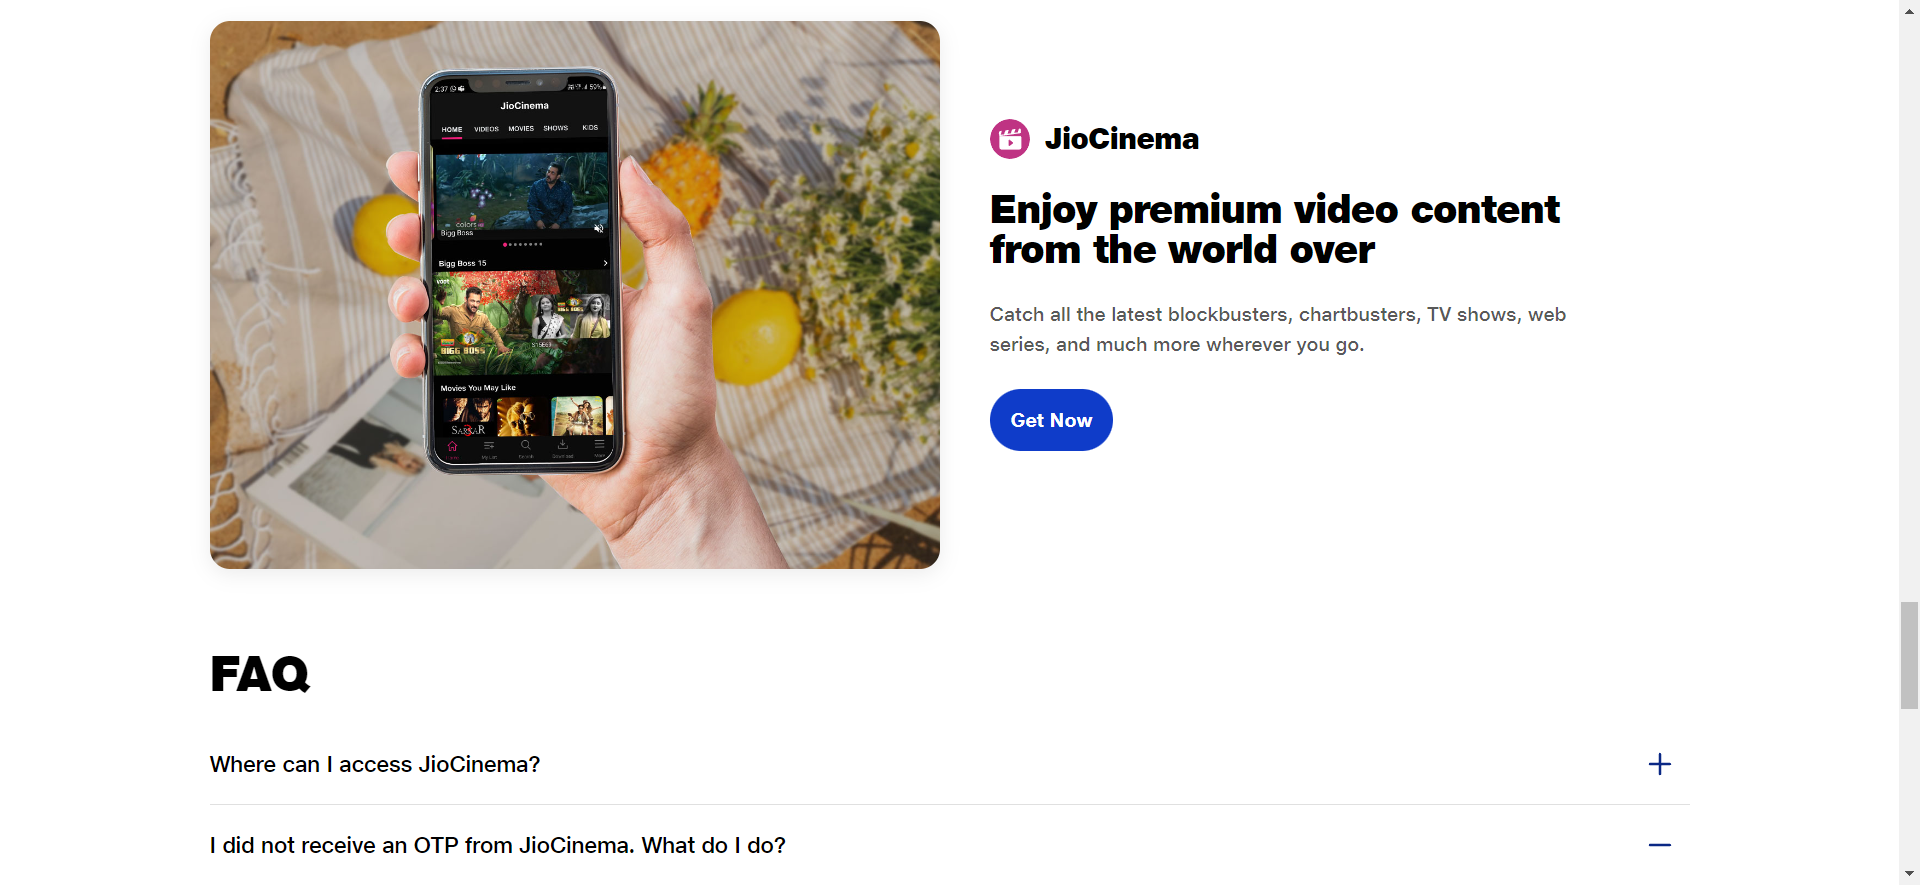 2:37
59%
JioCinema
HOME VIDEOS MOVIES SHOWS KIDS
colors
Bigg Boss
Bigg Boss 15
voot
BIGG BOSS
Movies You May Like
JioCinema
Enjoy premium video content
from the world over
Catch all the latest blockbusters, chartbusters, TV shows, web
series, and much more wherever you go.
Get Now
FAQ
Where can I access JioCinema?
I did not receive an OTP from JioCinema. What do I do?